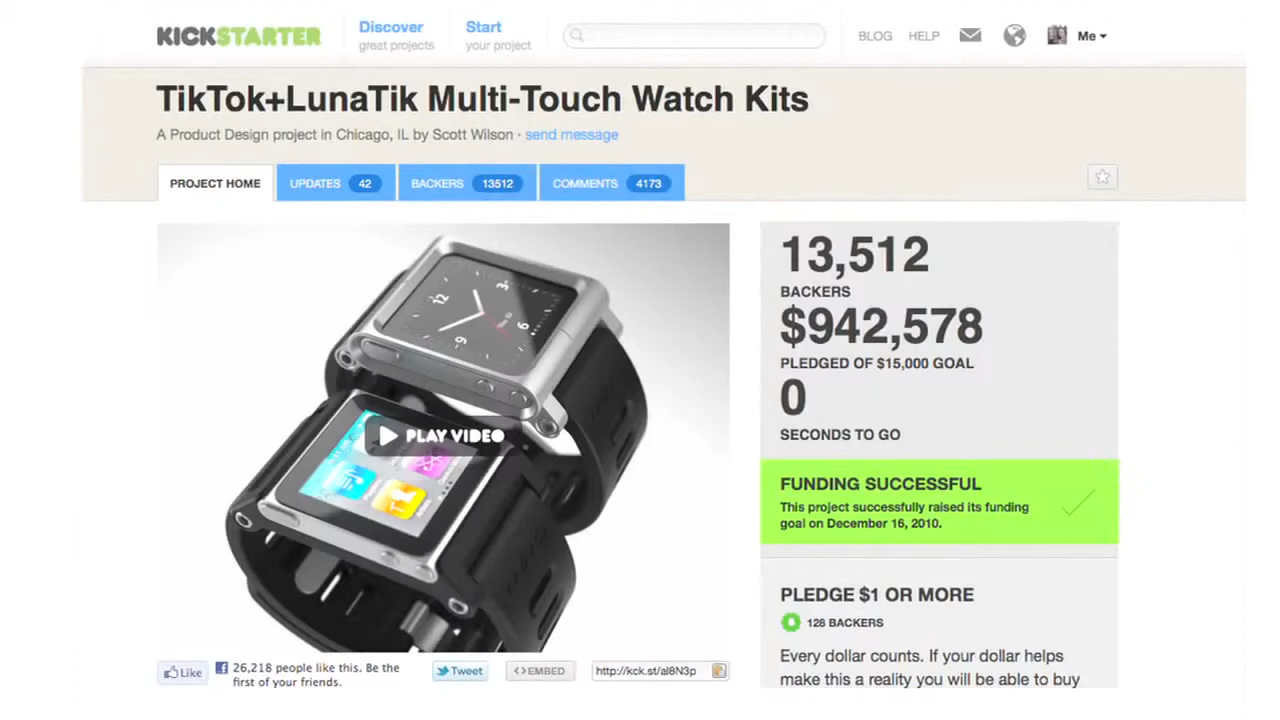 KICKSTARTER
Discover
great projects
Start
your project
BLOG
HELP
Me
TikTok+LunaTik Multi-Touch Watch Kits
A Product Design project in Chicago, IL by Scott Wilson · send message
PROJECT HOME
UPDATES 42
BACKERS 13512
COMMENTS 4173
12
3
6
9
PLAY VIDEO
13,512
BACKERS
$942,578
PLEDGED OF $15,000 GOAL
0
SECONDS TO GO
FUNDING SUCCESSFUL
This project successfully raised its funding
goal on December 16, 2010.
PLEDGE $1 OR MORE
128 BACKERS
Every dollar counts. If your dollar helps
make this a reality you will be able to buy
Like
26,218 people like this. Be the
first of your friends.
Tweet
<>EMBED
http://kck.st/al8N3p